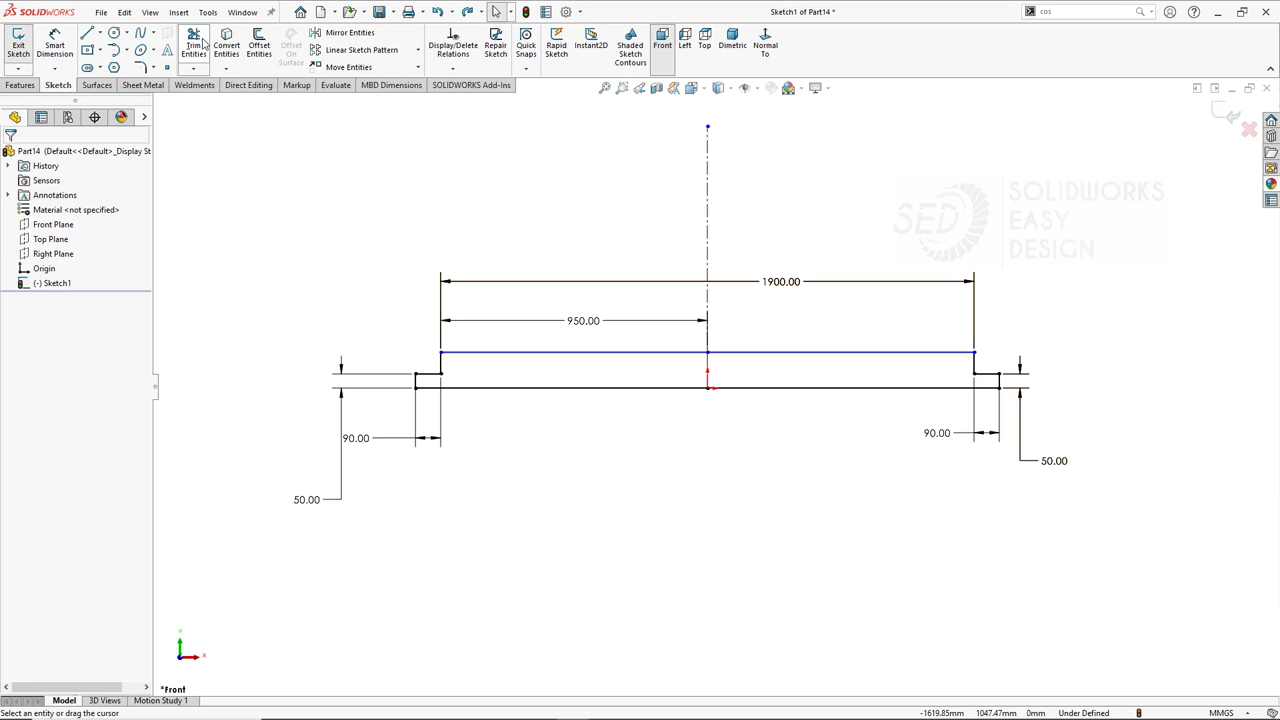 SOLIDWORKS
File
Edit
View
Insert
Tools
Window
Sketch1 of Part14 *
cos
Exit Sketch
Smart Dimension
Trim Entities
Convert Entities
Offset Entities
Offset On Surface
Mirror Entities
Linear Sketch Pattern
Move Entities
Display/Delete Relations
Repair Sketch
Quick Snaps
Rapid Sketch
Instant2D
Shaded Sketch Contours
Front
Left
Top
Dimetric
Normal To
Features
Sketch
Surfaces
Sheet Metal
Weldments
Direct Editing
Markup
Evaluate
MBD Dimensions
SOLIDWORKS Add-Ins
Part14 (Default<<Default>_Display St
History
Sensors
Annotations
Material <not specified>
Front Plane
Top Plane
Right Plane
Origin
(-) Sketch1
SED
SOLIDWORKS
EASY
DESIGN
1900.00
950.00
90.00
90.00
50.00
50.00
Y
X
*Front
Model
3D Views
Motion Study 1
Select an entity or drag the cursor
-1619.85mm
1047.47mm
0mm
Under Defined
MMGS